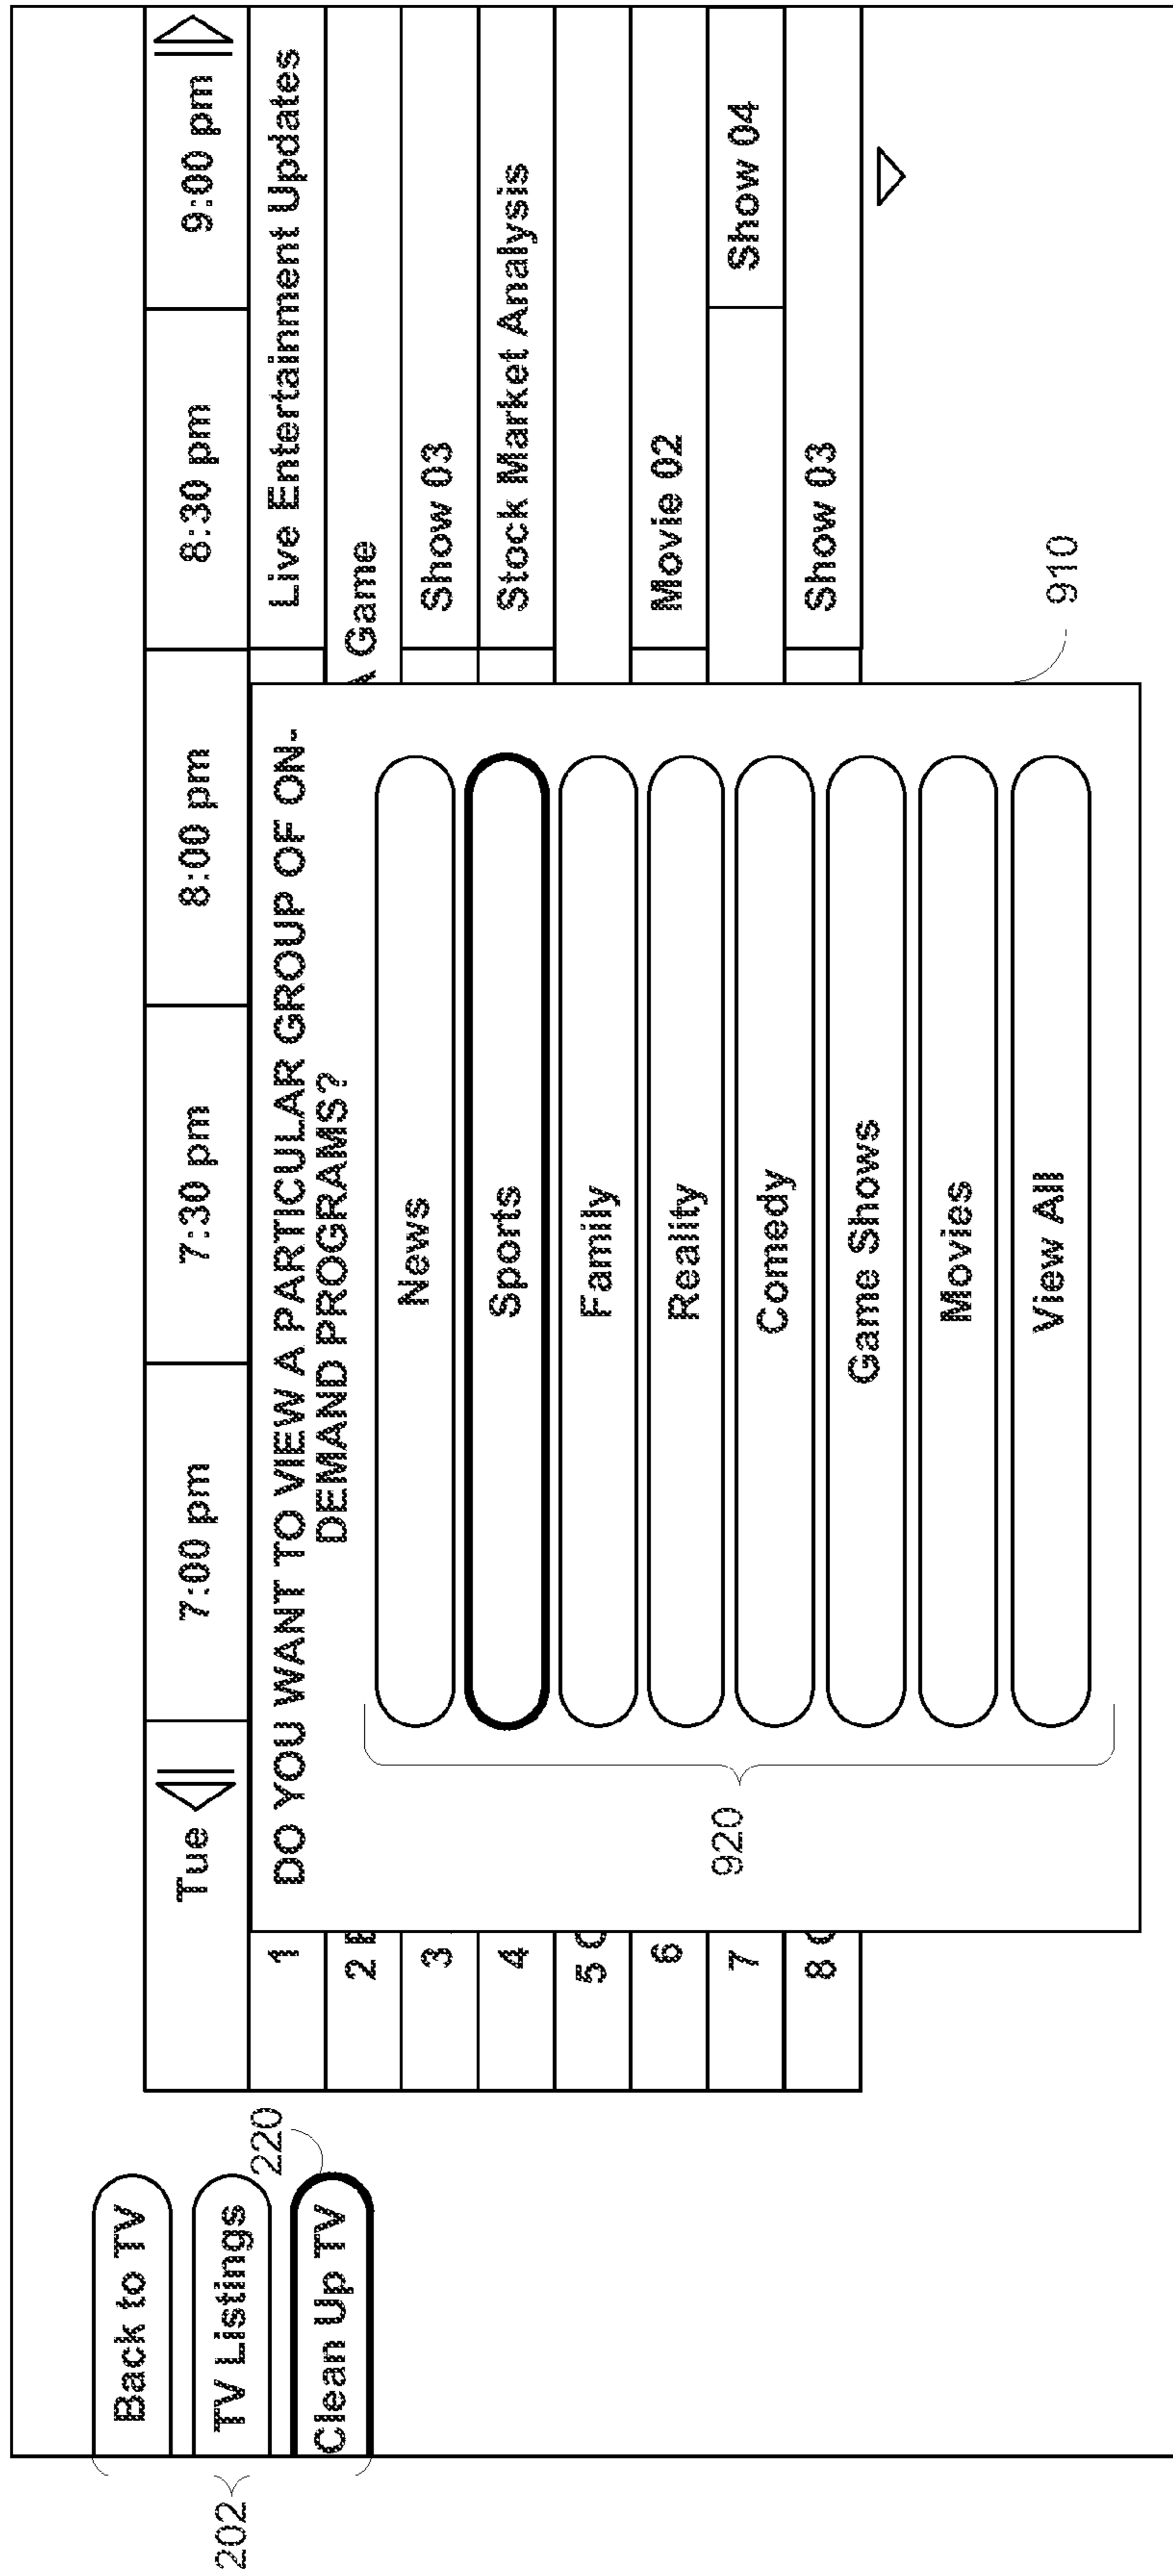 202
Back to TV
TV Listings
Clean Up TV
220
Tue
7:00 pm
7:30 pm
8:00 pm
8:30 pm
9:00 pm
1
Live Entertainment Updates
2
Game
3
Show 03
4
Stock Market Analysis
5
6
Movie 02
7
Show 04
8
Show 03
DO YOU WANT TO VIEW A PARTICULAR GROUP OF ON-
DEMAND PROGRAMS?
News
Sports
Family
Reality
Comedy
Game Shows
Movies
View All
920
910